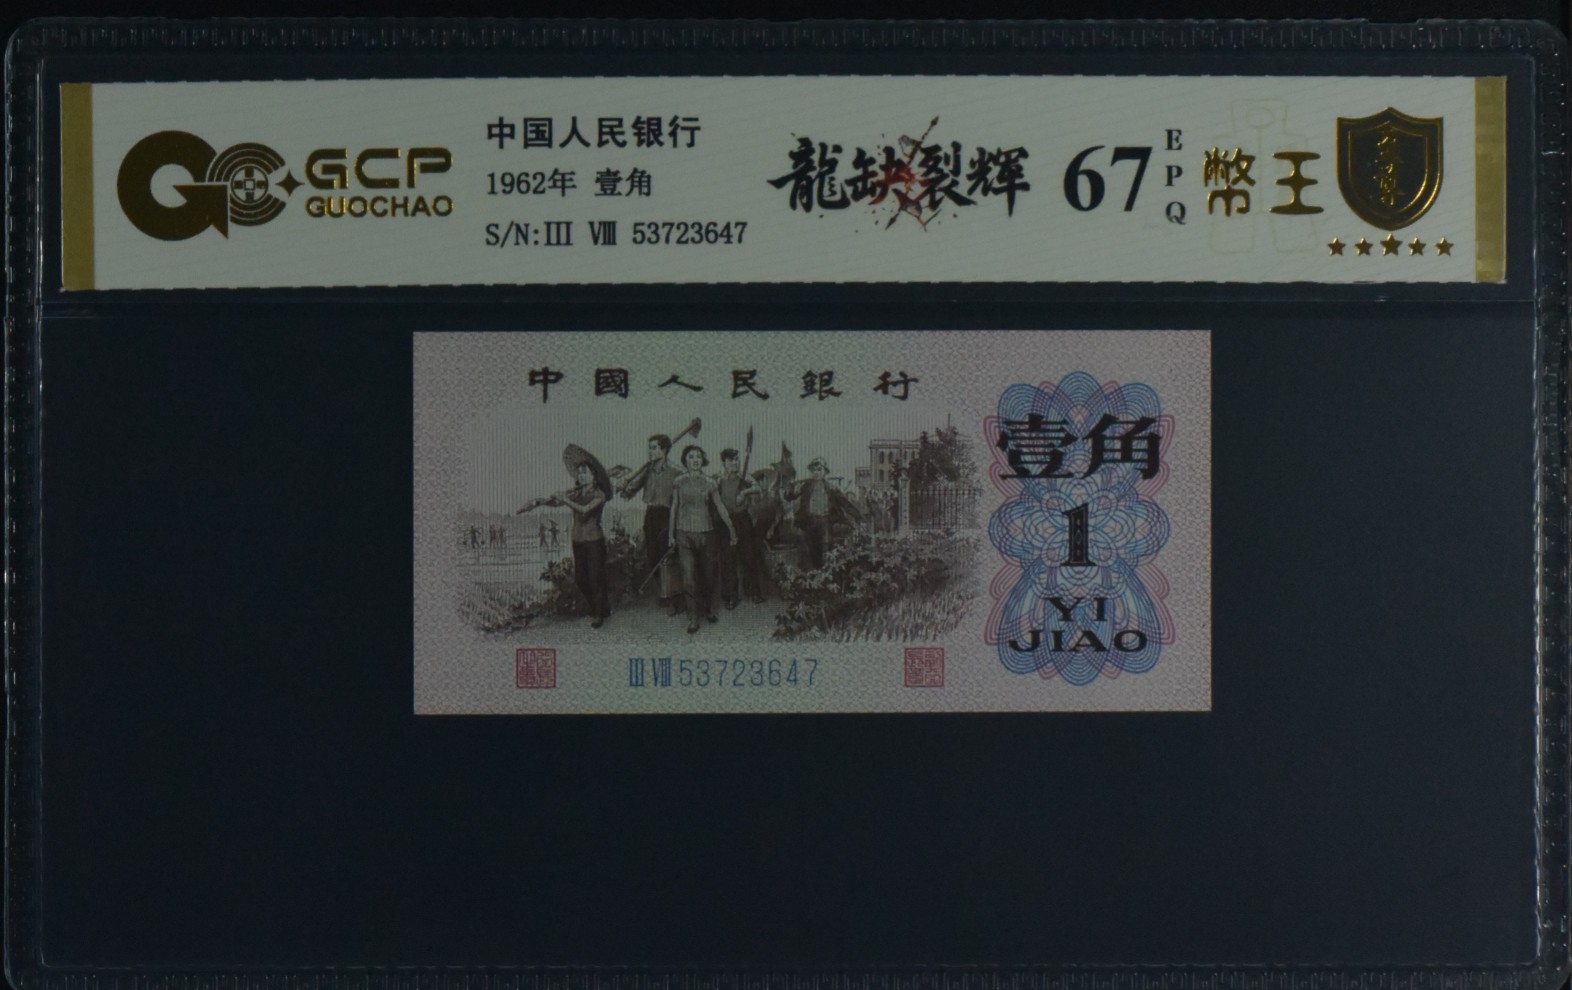 GCP
GUOCHAO
中国人民银行
1962年 壹角
S/N:III VIII 53723647
龍缺裂輝
67
EPQ
幣王
中國人民銀行
壹角
1
YI
JIAO
III VIII 53723647